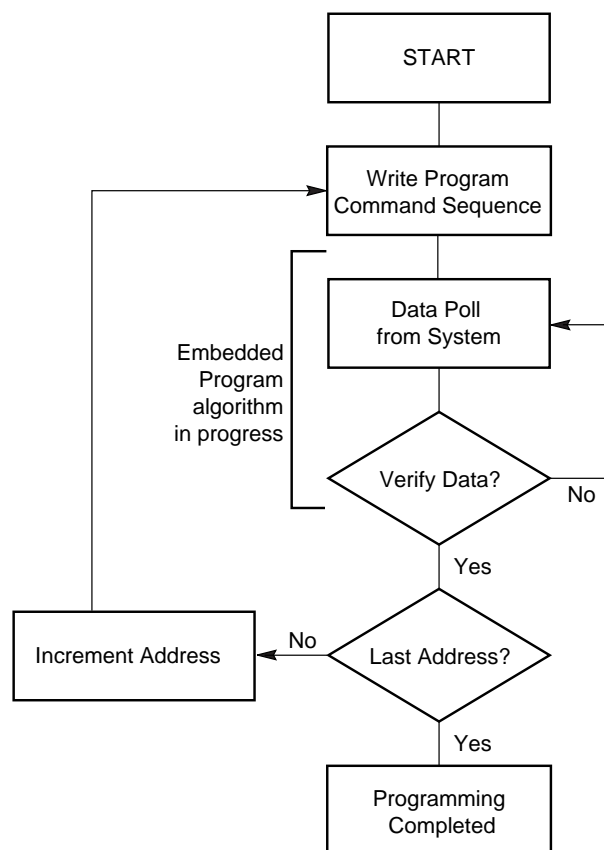 START
Write Program
Command Sequence
Data Poll
from System
Embedded
Program
algorithm
in progress
Verify Data?
No
Yes
No
Increment Address
Last Address?
Yes
Programming
Completed